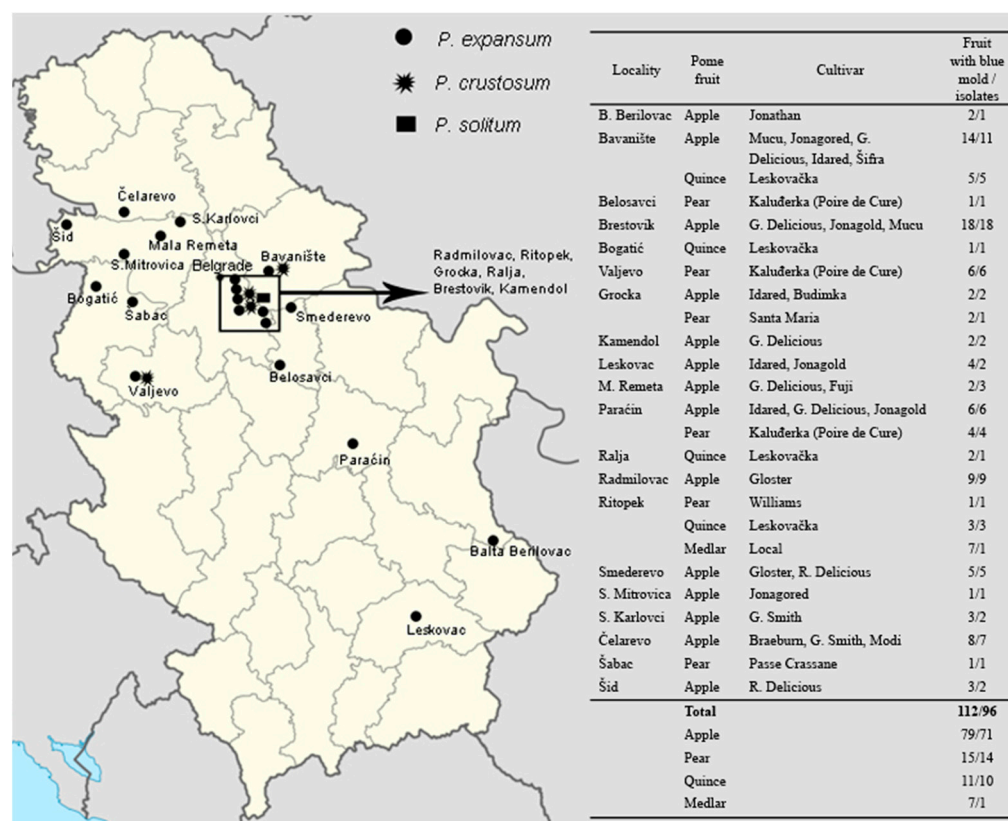 P. expansum
P. crustosum
P. solitum
Čelarevo
S.Karlovci
Šid
Mala Remeta
S.Mitrovica
Belgrade
Bavanište
Radmilovac, Ritopek,
Grocka, Ralja,
Brestovik, Kamendol
Bogatić
Šabac
Smederevo
Valjevo
Belosavci
Paraćin
Balta Berilovac
Leskovac
Locality Pome fruit Cultivar Fruit with blue mold / isolates
B. Berilovac Apple Jonathan 2/1
Bavanište Apple Mucu, Jonagored, G. 14/11
Delicious, Idared, Šifra
Quince Leskovačka 5/5
Belosavci Pear Kaluđerka (Poire de Cure) 1/1
Brestovik Apple G. Delicious, Jonagold, Mucu 18/18
Bogatić Quince Leskovačka 1/1
Valjevo Pear Kaluđerka (Poire de Cure) 6/6
Grocka Apple Idared, Budimka 2/2
Pear Santa Maria 2/1
Kamendol Apple G. Delicious 2/2
Leskovac Apple Idared, Jonagold 4/2
M. Remeta Apple G. Delicious, Fuji 2/3
Paraćin Apple Idared, G. Delicious, Jonagold 6/6
Pear Kaluđerka (Poire de Cure) 4/4
Ralja Quince Leskovačka 2/1
Radmilovac Apple Gloster 9/9
Ritopek Pear Williams 1/1
Quince Leskovačka 3/3
Medlar Local 7/1
Smederevo Apple Gloster, R. Delicious 5/5
S. Mitrovica Apple Jonagored 1/1
S. Karlovci Apple G. Smith 3/2
Čelarevo Apple Braeburn, G. Smith, Modi 8/7
Šabac Pear Passe Crassane 1/1
Šid Apple R. Delicious 3/2
Total 112/96
Apple 79/71
Pear 15/14
Quince 11/10
Medlar 7/1